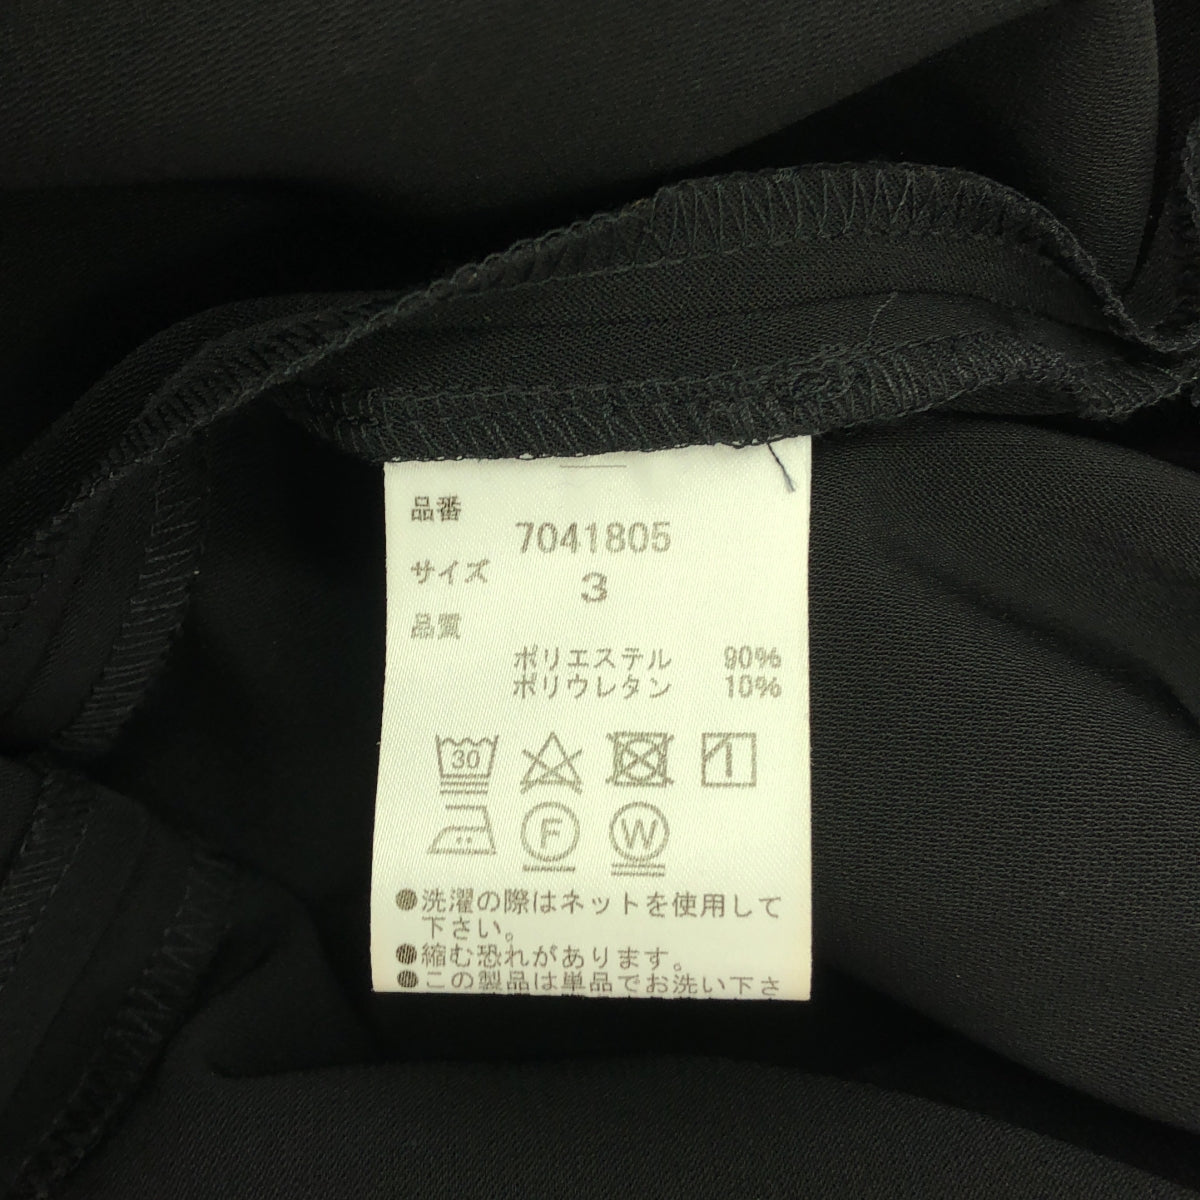 品番
7041805
サイズ
3
品質
ポリエステル 90%
ポリウレタン 10%
30
F W
●洗濯の際はネットを使用して
下さい。
●縮む恐れがあります。
●この製品は単品でお洗い下さ